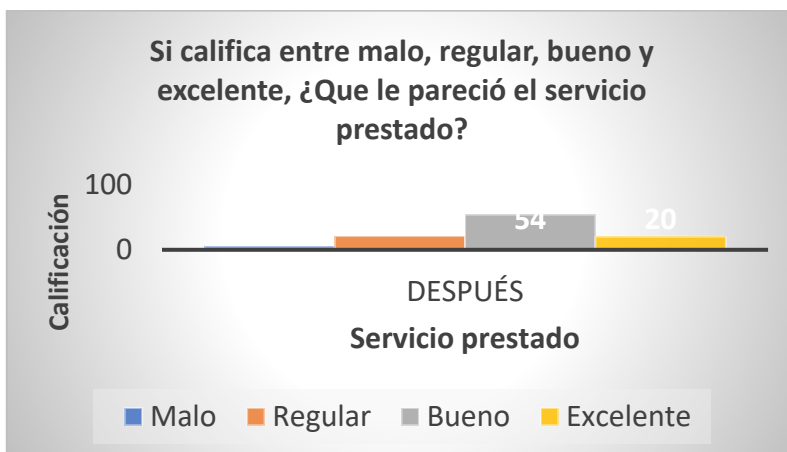 Si califica entre malo, regular, bueno y
excelente, ¿Que le pareció el servicio
prestado?
Calificación
100
54 20
0
DESPUÉS
Servicio prestado
Malo Regular Bueno Excelente